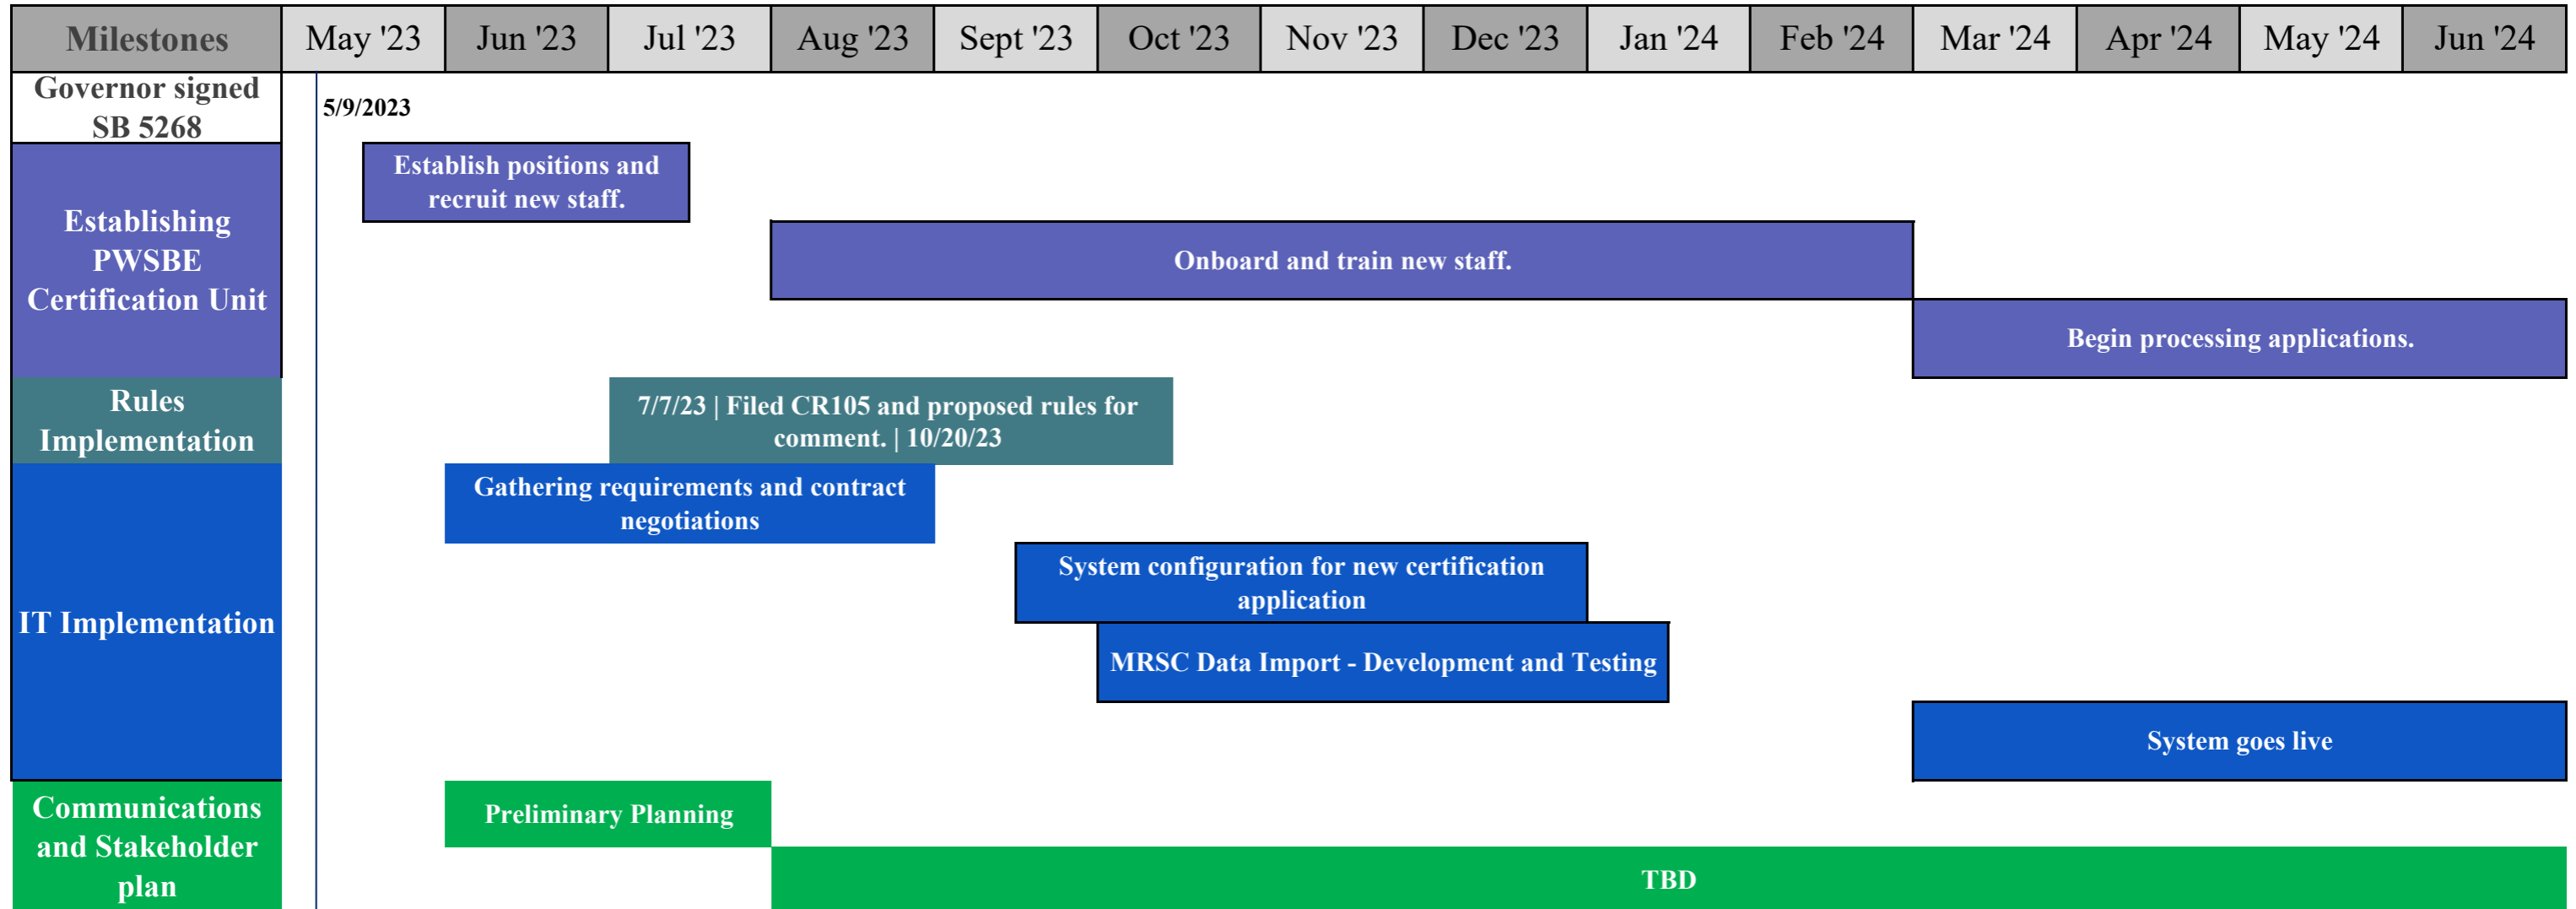 Milestones
May '23
Jun '23
Jul '23
Aug '23
Sept '23
Oct '23
Nov '23
Dec '23
Jan '24
Feb '24
Mar '24
Apr '24
May '24
Jun '24
Governor signed
SB 5268
5/9/2023
Establishing
PWSBE
Certification Unit
Establish positions and
recruit new staff.
Onboard and train new staff.
Begin processing applications.
Rules
Implementation
7/7/23 | Filed CR105 and proposed rules for
comment. | 10/20/23
IT Implementation
Gathering requirements and contract
negotiations
System configuration for new certification
application
MRSC Data Import - Development and Testing
System goes live
Communications
and Stakeholder
plan
Preliminary Planning
TBD